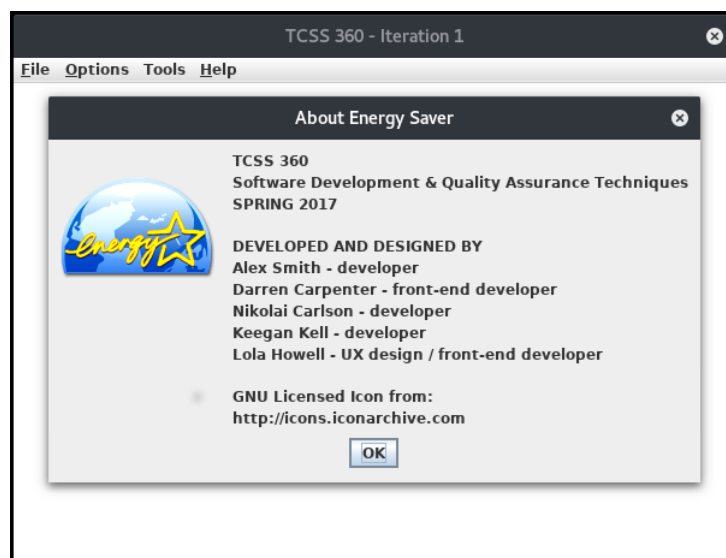 TCSS 360 - Iteration 1
File Options Tools Help
About Energy Saver
TCSS 360
Software Development & Quality Assurance Techniques
SPRING 2017
energy
DEVELOPED AND DESIGNED BY
Alex Smith - developer
Darren Carpenter - front-end developer
Nikolai Carlson - developer
Keegan Kell - developer
Lola Howell - UX design / front-end developer
GNU Licensed Icon from:
http://icons.iconarchive.com
OK